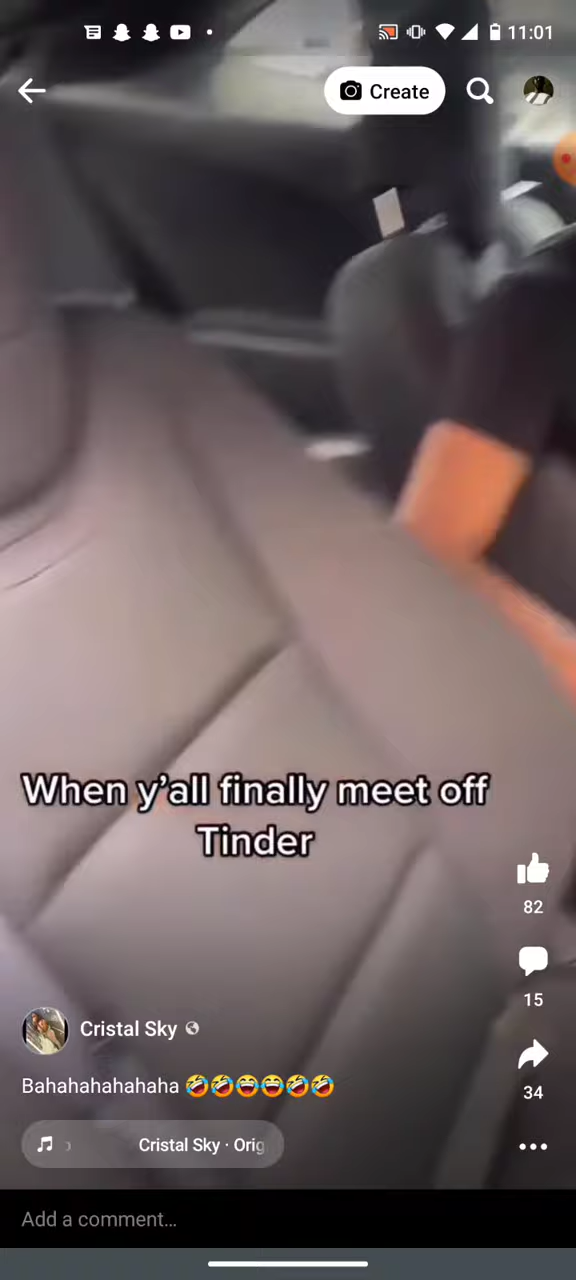 11:01
Create
When y'all finally meet off
Tinder
82
15
Cristal Sky
Bahahahahahaha 🤣🤣😂😂🤣🤣
34
Cristal Sky · Orig
Add a comment...